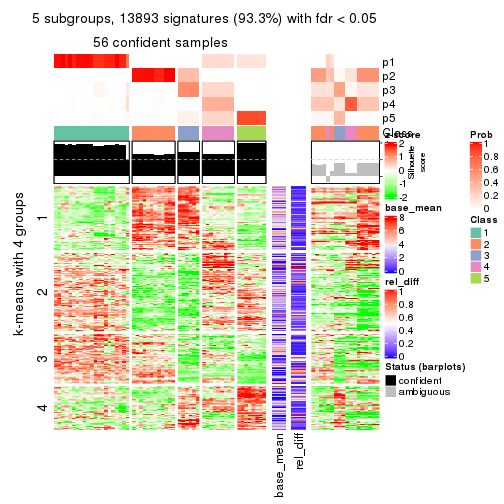 5 subgroups, 13893 signatures (93.3%) with fdr < 0.05
56 confident samples
p1
p2
p3
p4
p5
Class
z-score
2
1
0
-1
-2
Silhouette
score
Prob
1
0.8
0.6
0.4
0.2
0
base_mean
8
6
4
2
0
Class
1
2
3
4
5
rel_diff
1
0.8
0.6
0.4
0.2
0
Status (barplots)
confident
ambiguous
k-means with 4 groups
1
2
3
4
base_mean
rel_diff